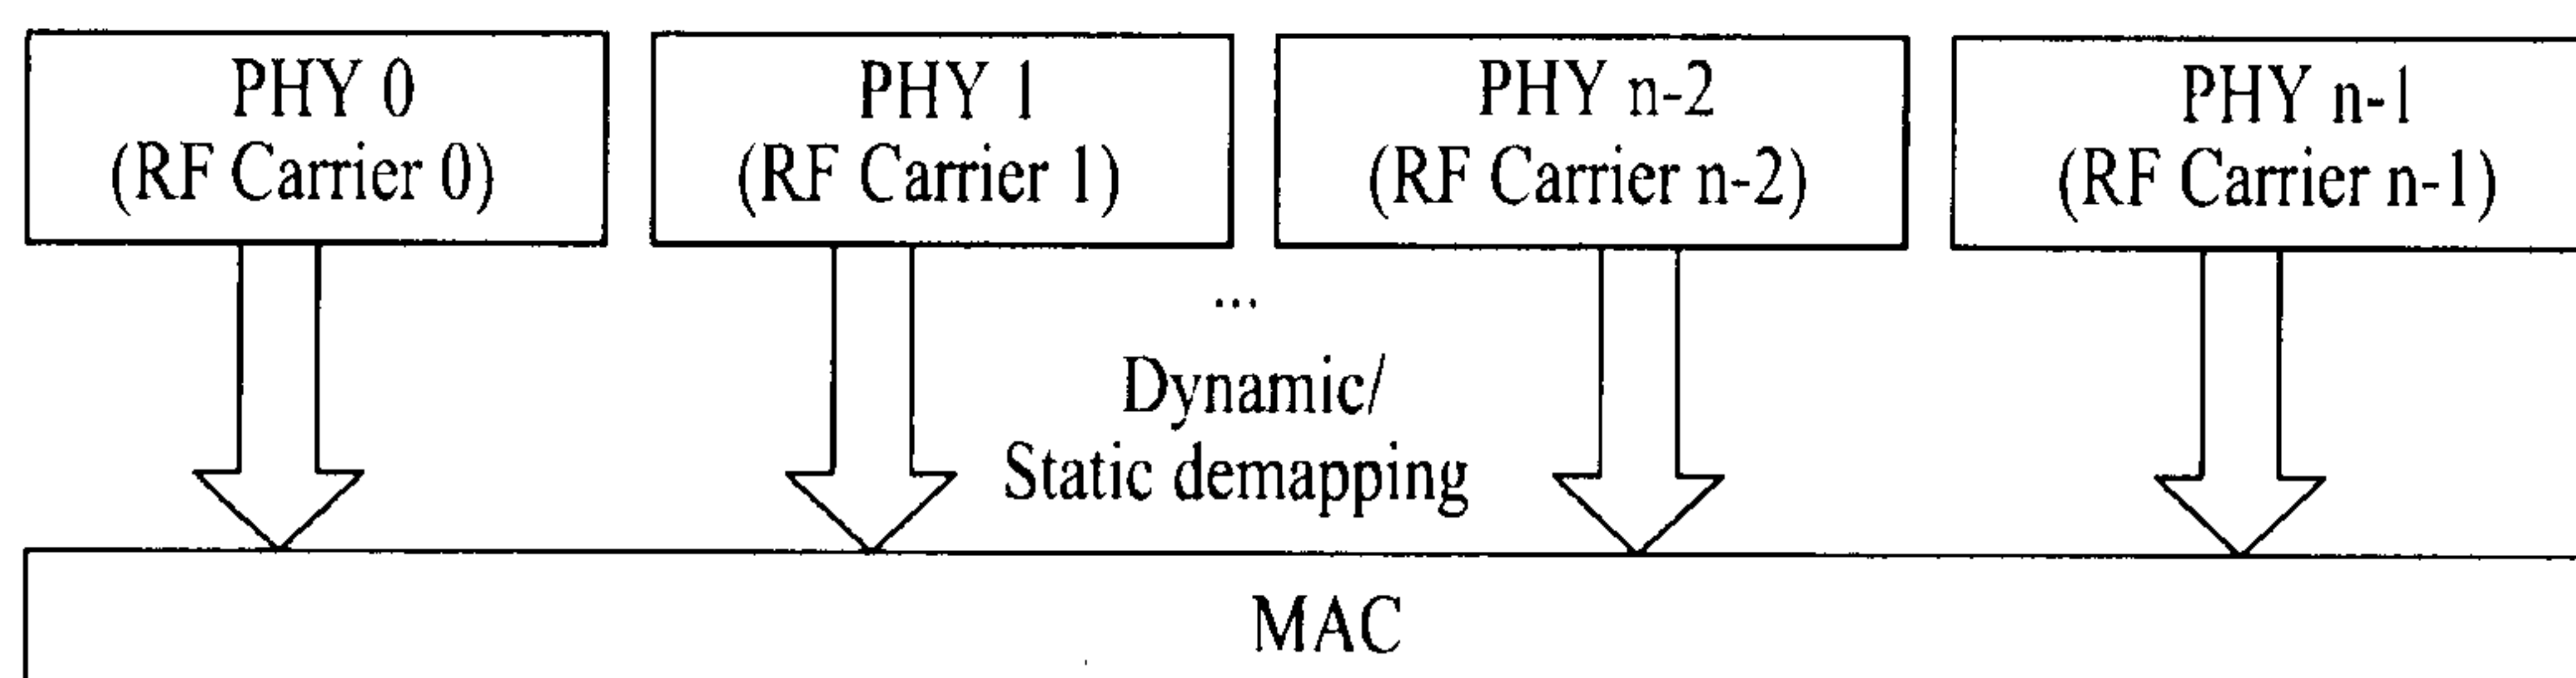 PHY 0
(RF Carrier 0)
PHY 1
(RF Carrier 1)
PHY n-2
(RF Carrier n-2)
PHY n-1
(RF Carrier n-1)
...
Dynamic/
Static demapping
MAC